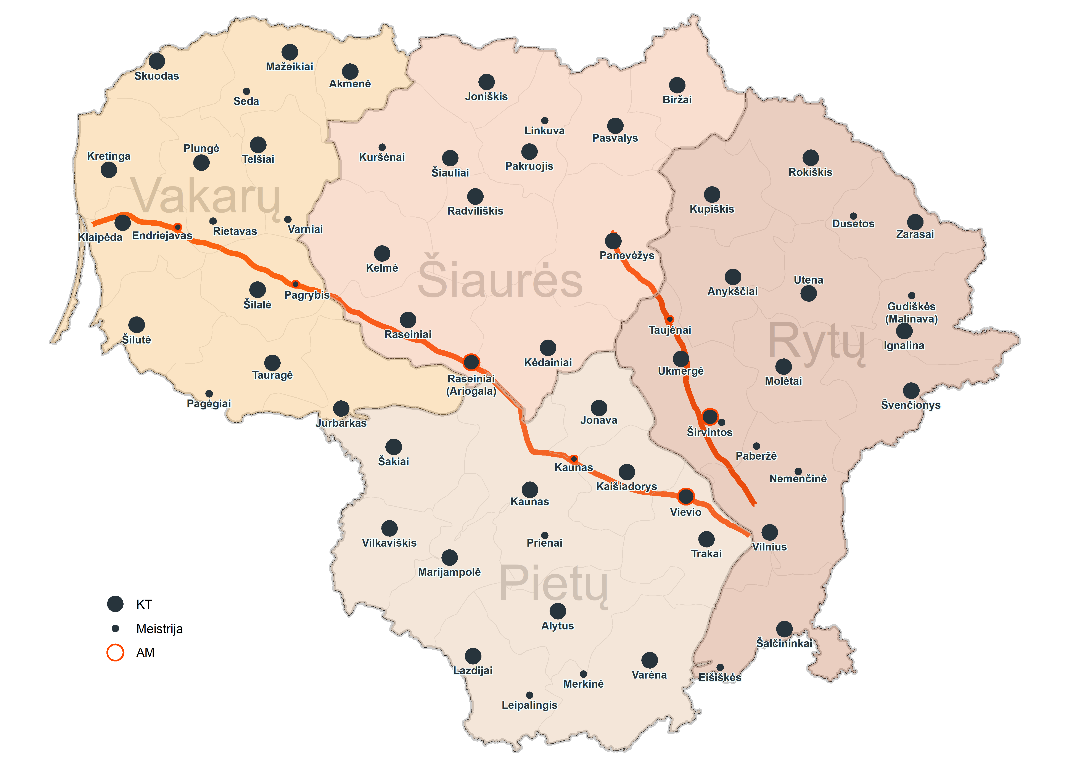 Skuodas
Mažeikiai
Akmenė
Seda
Joniškis
Biržai
Linkuva
Pasvalys
Kretinga
Plungė
Telšiai
Kuršėnai
Šiauliai
Pakruojis
Rokiškis
Vakarų
Radviliškis
Kupiškis
Klaipėda
Endriejavas
Rietavas
Varniai
Dusetos
Zarasai
Kelmė
Šiaurės
Panevėžys
Anykščiai
Utena
Šilalė
Pagrybis
Gudiškės
(Malinava)
Šilutė
Raseiniai
Taujėnai
Rytų
Ignalina
Tauragė
Raseiniai
(Ariogala)
Kėdainiai
Ukmergė
Molėtai
Pagėgiai
Jurbarkas
Jonava
Švenčionys
Širvintos
Šakiai
Kaunas
Paberžė
Kaišiadorys
Nemenčinė
Kaunas
Vievio
Vilkaviškis
Prienai
Trakai
Vilnius
Marijampolė
Pietų
Alytus
Šalčininkai
Lazdijai
Merkinė
Varėna
Eišiškės
Leipalingis
KT
Meistrija
AM